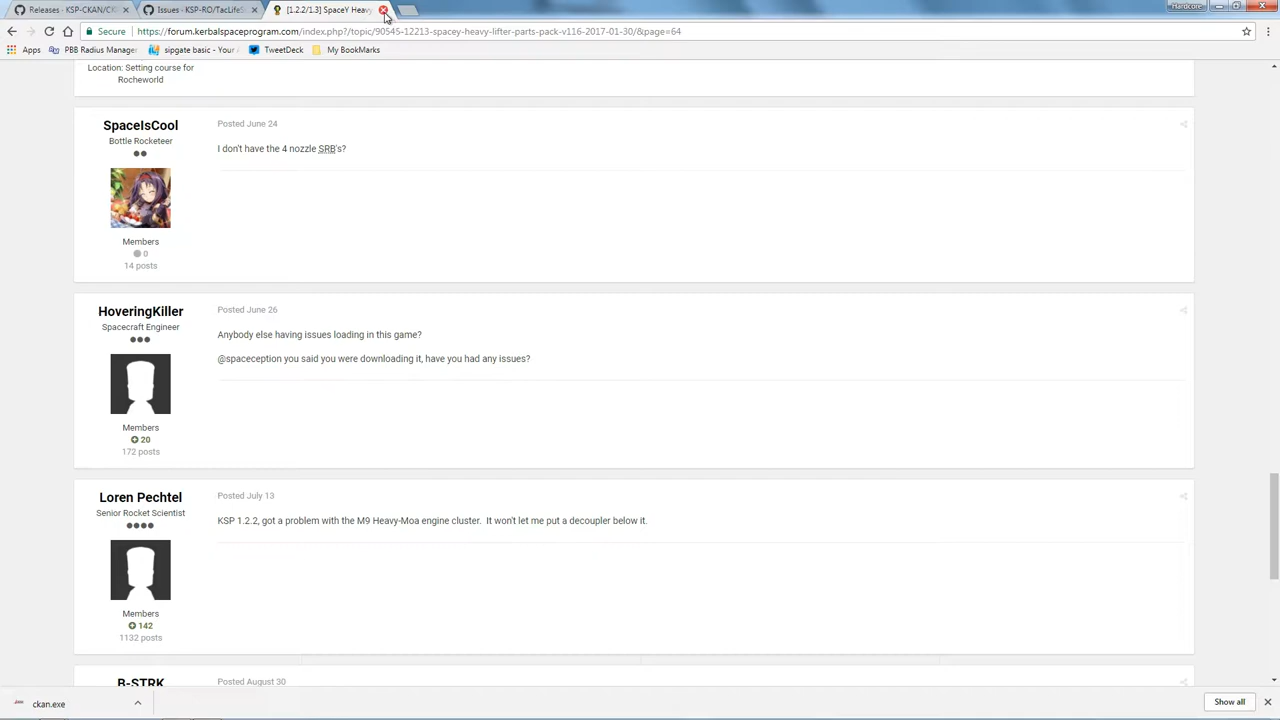 Releases - KSP-CKAN/CK
Issues - KSP-RO/TacLifeS
[1.2.2/1.3] SpaceY Heavy
Hardcore
Secure
https://forum.kerbalspaceprogram.com/index.php?/topic/90545-12213-spacey-heavy-lifter-parts-pack-v116-2017-01-30/&page=64
Apps
PBB Radius Manager
sipgate basic - Your A
TweetDeck
My BookMarks
Location: Setting course for
Rocheworld
SpaceIsCool
Posted June 24
Bottle Rocketeer
I don't have the 4 nozzle SRB's?
Members
0
14 posts
HoveringKiller
Posted June 26
Spacecraft Engineer
Anybody else having issues loading in this game?
@spaceception you said you were downloading it, have you had any issues?
Members
20
172 posts
Loren Pechtel
Posted July 13
Senior Rocket Scientist
KSP 1.2.2, got a problem with the M9 Heavy-Moa engine cluster. It won't let me put a decoupler below it.
Members
142
1132 posts
B-STRK
Posted August 30
ckan.exe
Show all